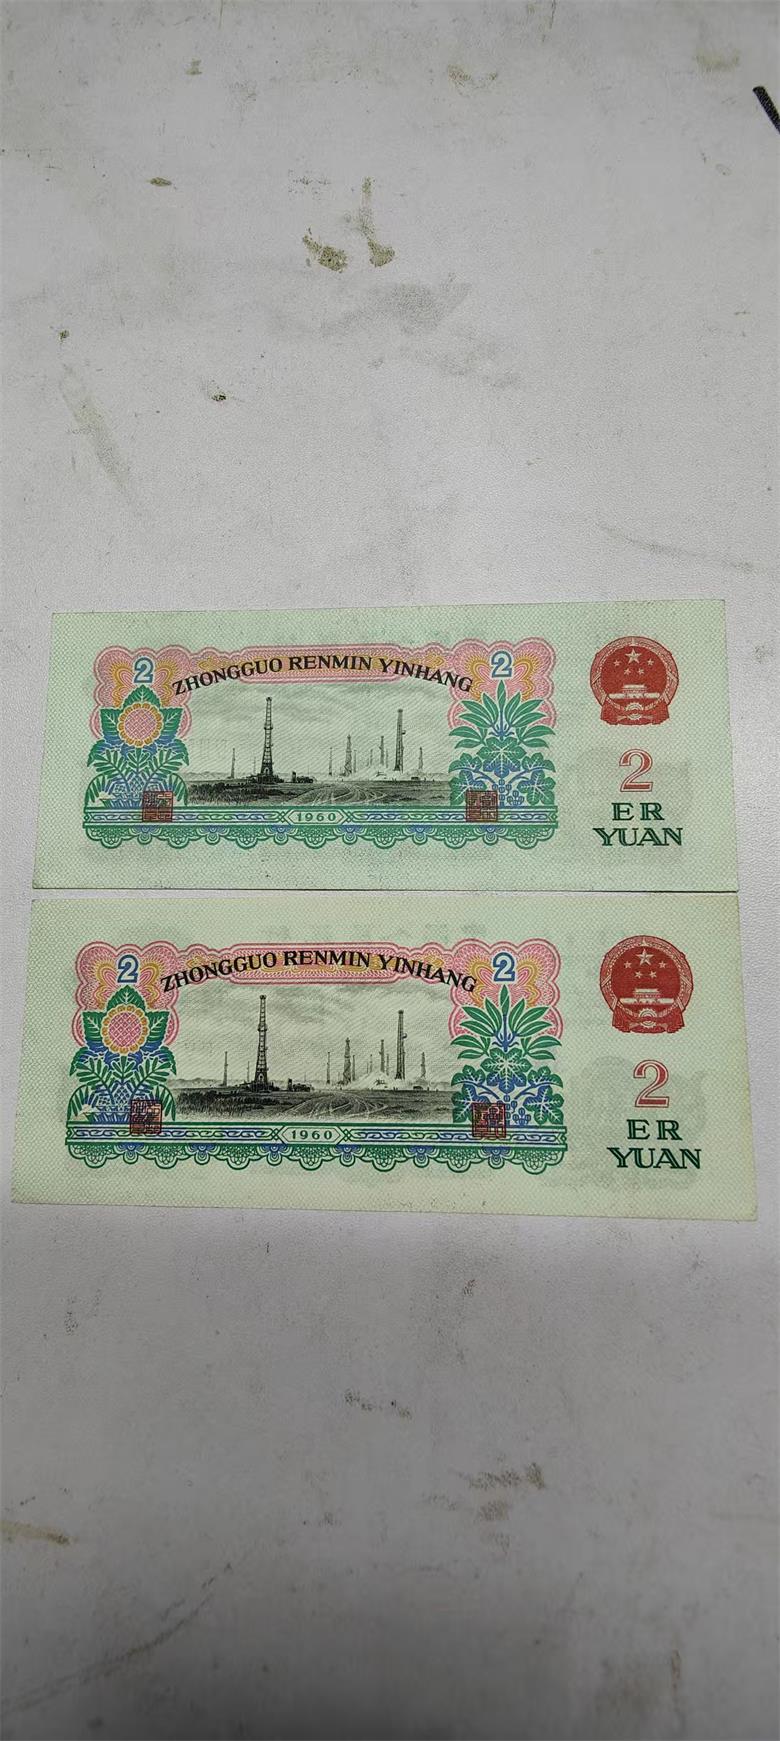 2 ZHONGGUO RENMIN YINHANG 2
1960
2
ER
YUAN
2 ZHONGGUO RENMIN YINHANG 2
1960
2
ER
YUAN